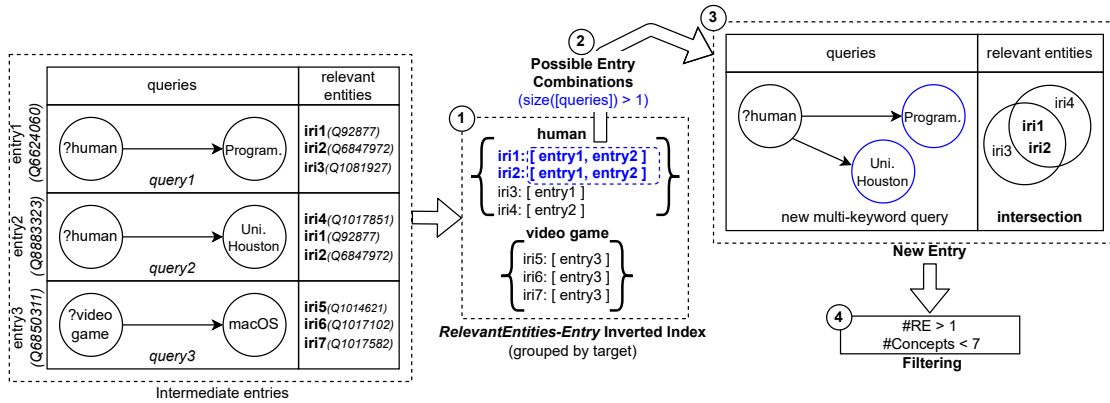 entry1
(Q6624060)
entry2
(Q8883323)
entry3
(Q6850311)
queries
relevant
entities
?human
Program.
query1
iri1(Q92877)
iri2(Q6847972)
iri3(Q1081927)
?human
Uni.
Houston
query2
iri4(Q1017851)
iri1(Q92877)
iri2(Q6847972)
?video
game
macOS
query3
iri5(Q1014621)
iri6(Q1017102)
iri7(Q1017582)
Intermediate entries
1
human
iri1: [ entry1, entry2 ]
iri2: [ entry1, entry2 ]
iri3: [ entry1 ]
iri4: [ entry2 ]
video game
iri5: [ entry3 ]
iri6: [ entry3 ]
iri7: [ entry3 ]
RelevantEntities-Entry Inverted Index
(grouped by target)
2
Possible Entry
Combinations
(size([queries]) > 1)
3
queries
relevant entities
?human
Program.
Uni.
Houston
new multi-keyword query
iri4
iri1
iri2
iri3
intersection
New Entry
4
#RE > 1
#Concepts < 7
Filtering